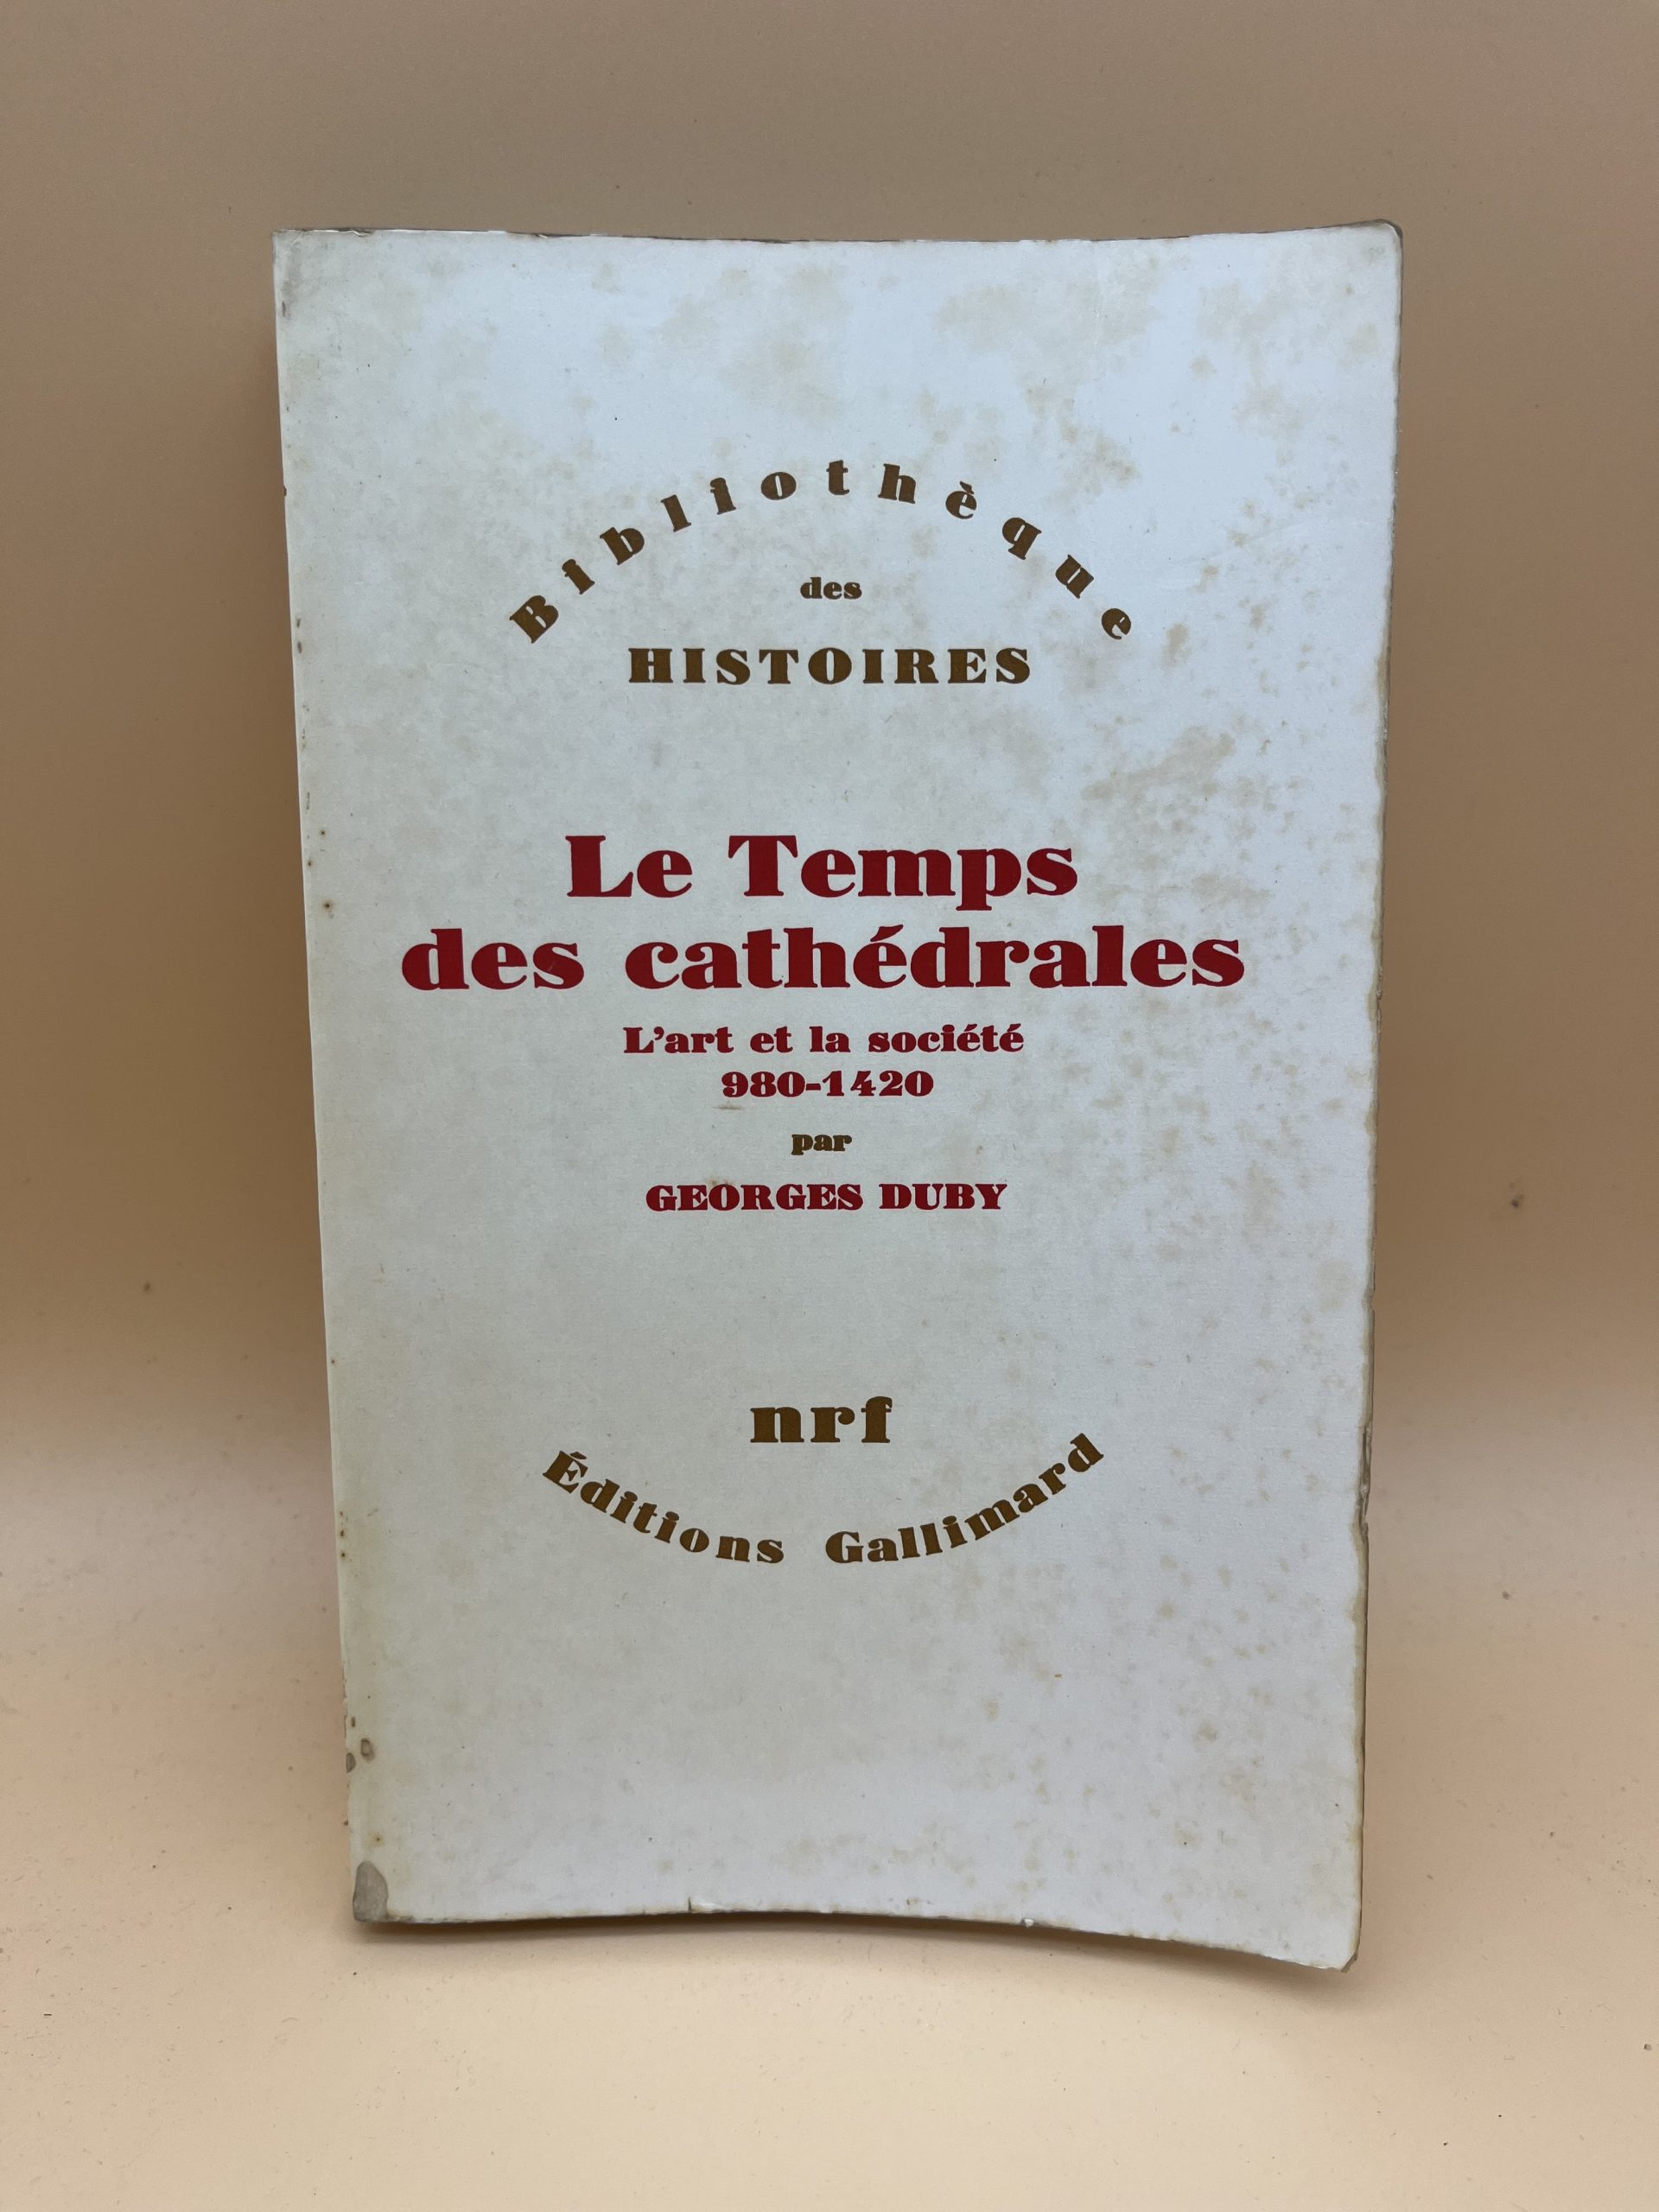 Bibliothèque
des
HISTOIRES
Le Temps
des cathédrales
L'art et la société
980-1420
par
GEORGES DUBY
nrf
Éditions Gallimard